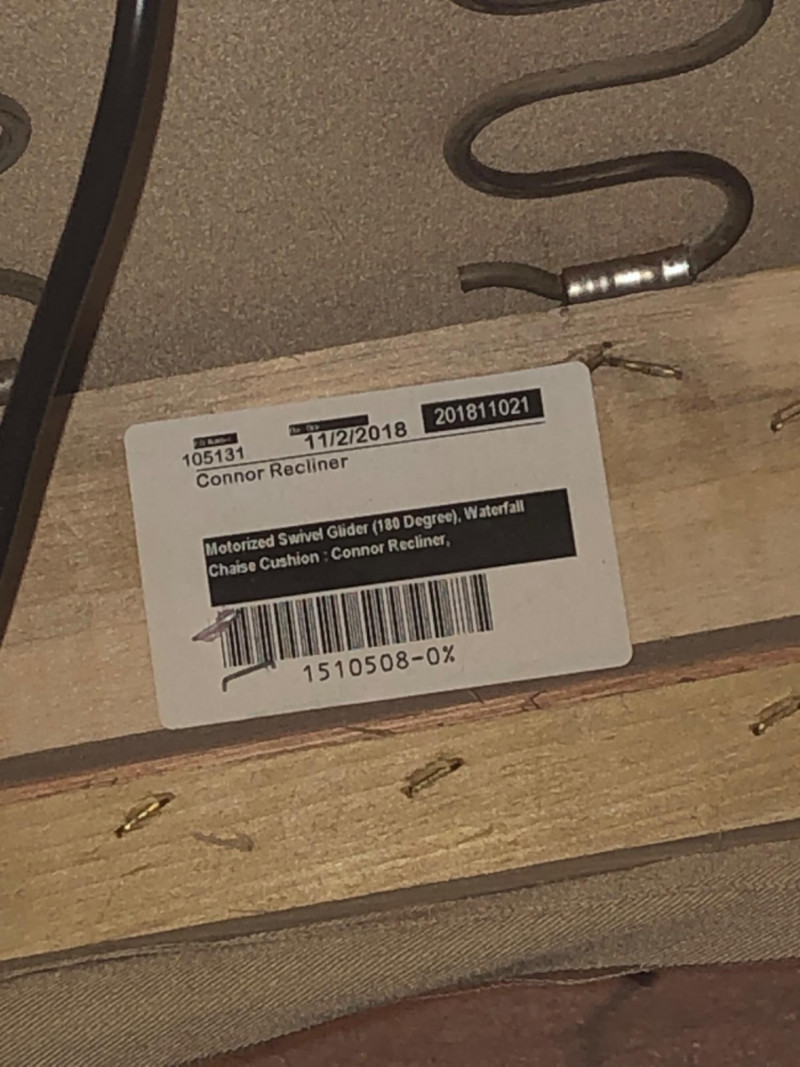 105131
11/2/2018
201811021
Connor Recliner
Motorized Swivel Glider (180 Degree), Waterfall
Chaise Cushion : Connor Recliner,
1510508-0%